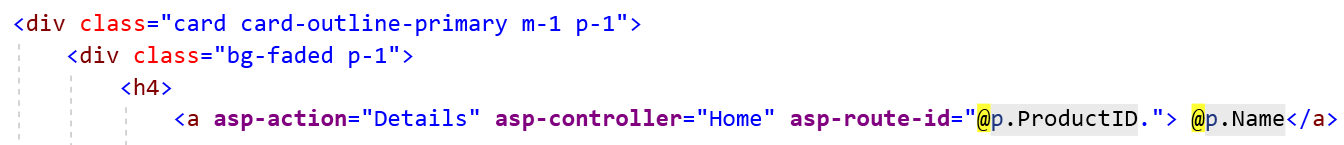 <div class="card card-outline-primary m-1 p-1">
<div class="bg-faded p-1">
<h4>
<a asp-action="Details" asp-controller="Home" asp-route-id="@p.ProductID."> @p.Name</a>